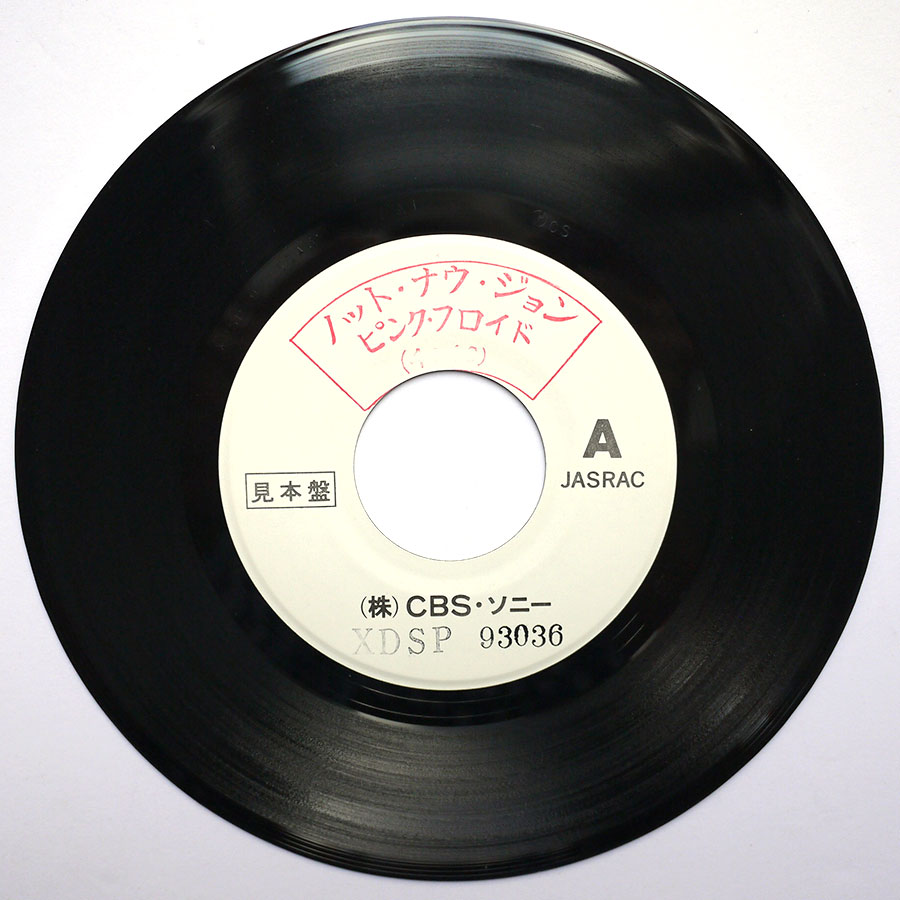 ノット・ナウ・ジョン
ピンク・フロイド
A
JASRAC
見本盤
(株)CBS・ソニー
XDSP 93036